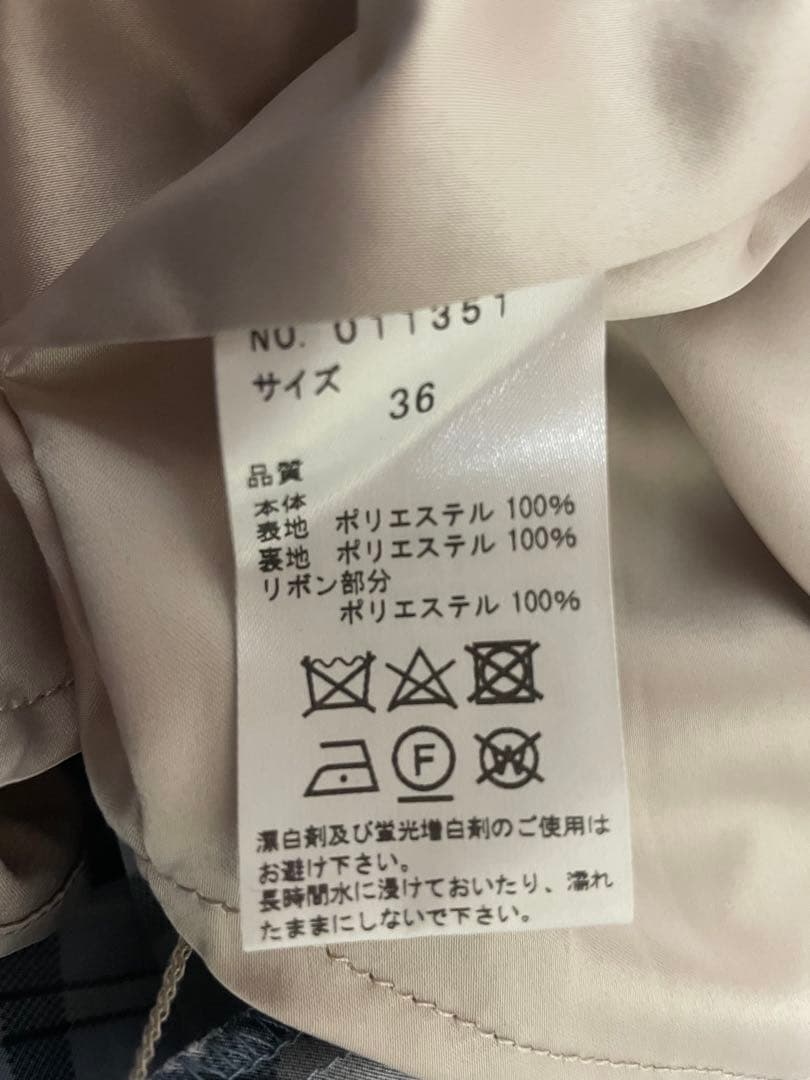 NO. 011351
サイズ
36
品質
本体
表地 ポリエステル 100%
裏地 ポリエステル 100%
リボン部分
ポリエステル 100%
F W
漂白剤及び蛍光増白剤のご使用は
お避け下さい。
長時間水に浸けておいたり、濡れ
たままにしないで下さい。